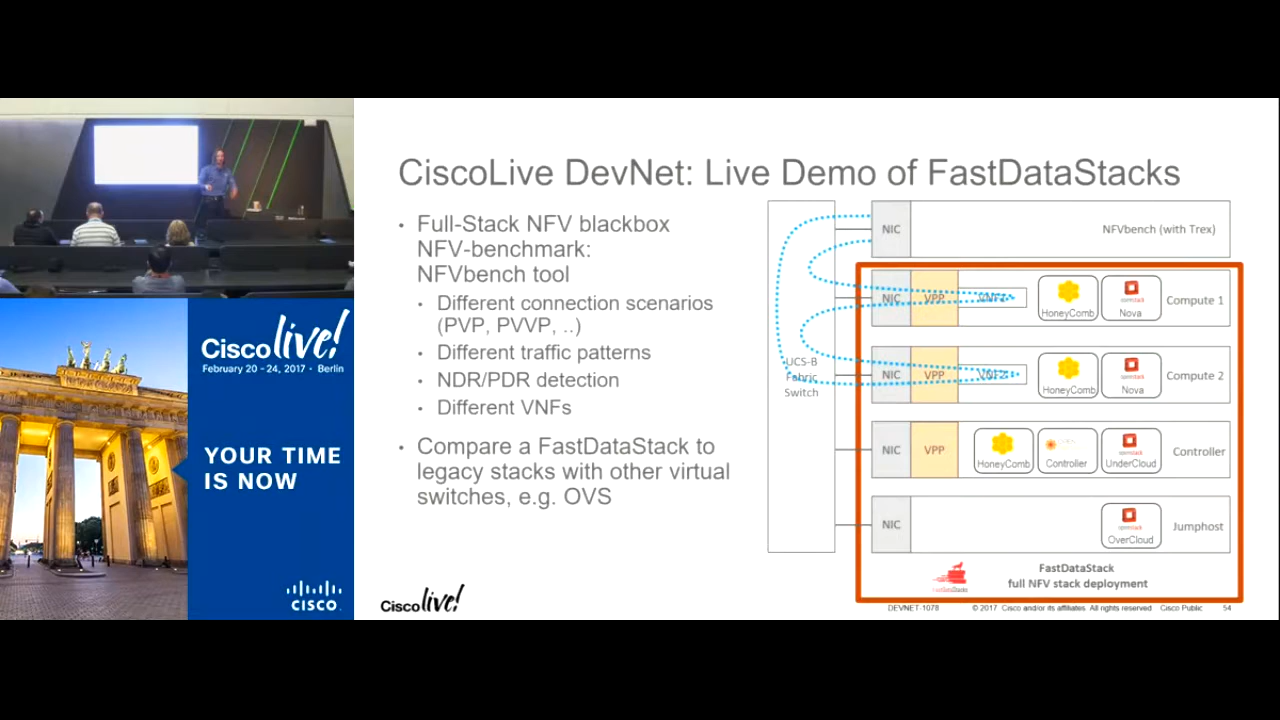 CiscoLive DevNet: Live Demo of FastDataStacks
• Full-Stack NFV blackbox
NFV-benchmark:
NFVbench tool
• Different connection scenarios
(PVP, PVVP, ..)
• Different traffic patterns
• NDR/PDR detection
• Different VNFs
• Compare a FastDataStack to
legacy stacks with other virtual
switches, e.g. OVS
UCS-B
Fabric
Switch
NIC
NFVbench (with Trex)
NIC
VPP
HoneyComb
Nova
Compute 1
NIC
VPP
HoneyComb
Nova
Compute 2
NIC
VPP
HoneyComb
Controller
UnderCloud
Controller
NIC
OverCloud
Jumphost
FastDataStack
full NFV stack deployment
Cisco live!
DEVNET-1078
© 2017 Cisco and/or its affiliates. All rights reserved
Cisco Public
54
Cisco live!
February 20 - 24, 2017 • Berlin
YOUR TIME
IS NOW
CISCO